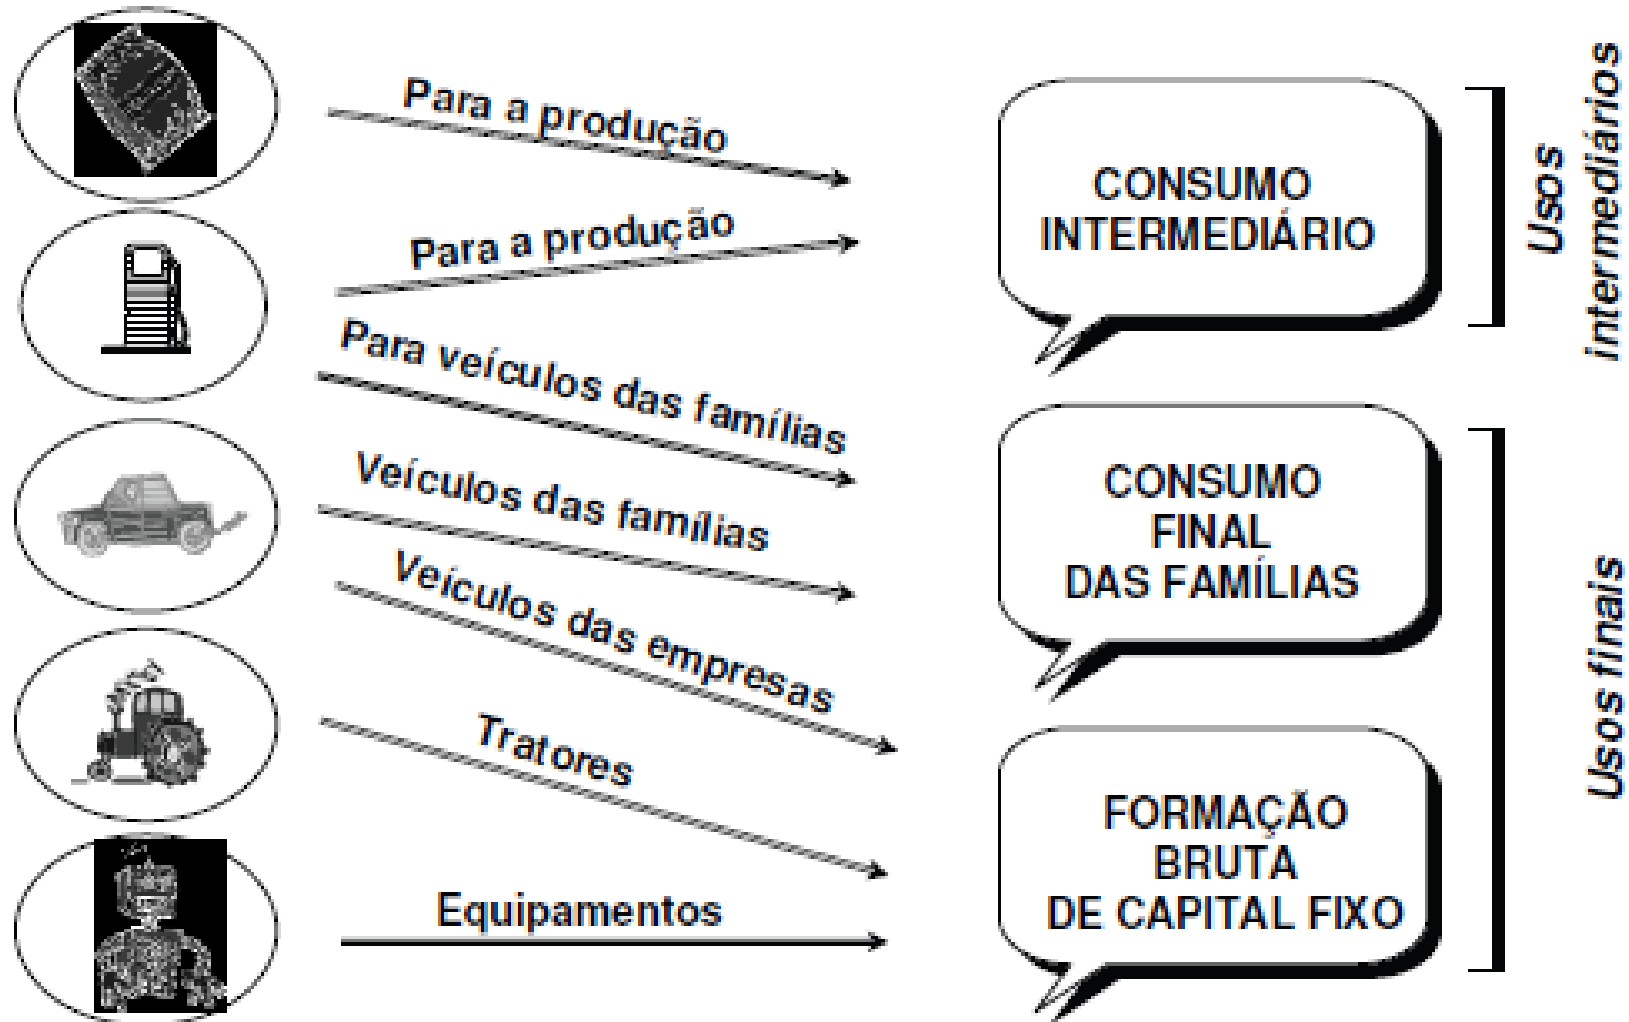 Para a produção
Para a produção
Para veículos das famílias
Veículos das famílias
Veículos das empresas
Tratores
Equipamentos
CONSUMO
INTERMEDIÁRIO
CONSUMO
FINAL
DAS FAMÍLIAS
FORMAÇÃO
BRUTA
DE CAPITAL FIXO
Usos
intermediários
Usos finais